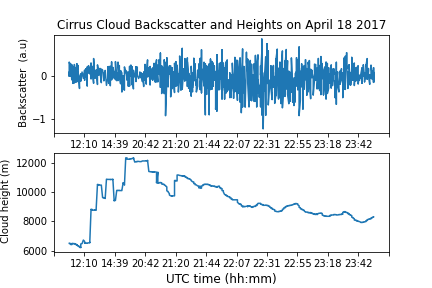 Cirrus Cloud Backscatter and Heights on April 18 2017
Backscatter (a.u)
0
−1
12:10 14:39 20:42 21:20 21:44 22:07 22:31 22:55 23:18 23:42
Cloud height (m)
12000
10000
8000
6000
12:10 14:39 20:42 21:20 21:44 22:07 22:31 22:55 23:18 23:42
UTC time (hh:mm)